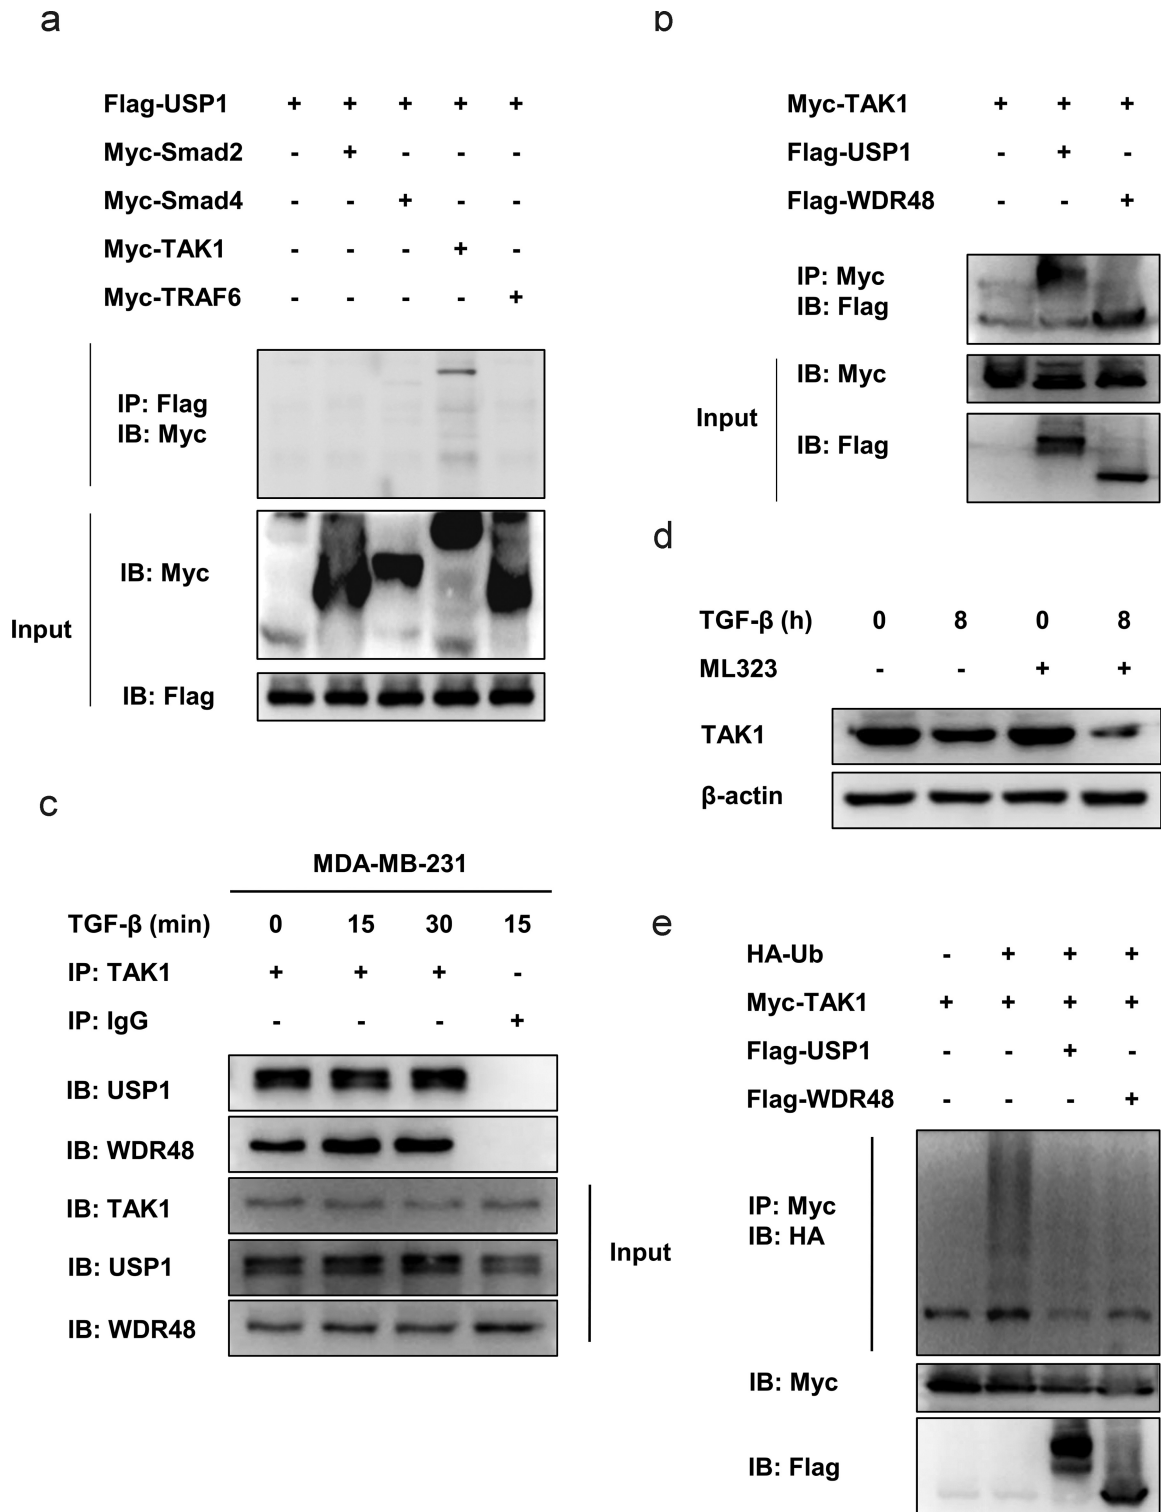 a
Flag-USP1 + + + + +
Myc-Smad2 - + - - -
Myc-Smad4 - - + - -
Myc-TAK1 - - - + -
Myc-TRAF6 - - - - +
IP: Flag
IB: Myc
Input
IB: Myc
IB: Flag
b
Myc-TAK1 + + +
Flag-USP1 - + -
Flag-WDR48 - - +
IP: Myc
IB: Flag
Input
IB: Myc
IB: Flag
c
MDA-MB-231
TGF-β (min) 0 15 30 15
IP: TAK1 + + + -
IP: IgG - - - +
IB: USP1
IB: WDR48
IB: TAK1
IB: USP1
IB: WDR48
Input
d
TGF-β (h) 0 8 0 8
ML323 - - + +
TAK1
β-actin
e
HA-Ub - + + +
Myc-TAK1 + + + +
Flag-USP1 - - + -
Flag-WDR48 - - - +
IP: Myc
IB: HA
IB: Myc
IB: Flag